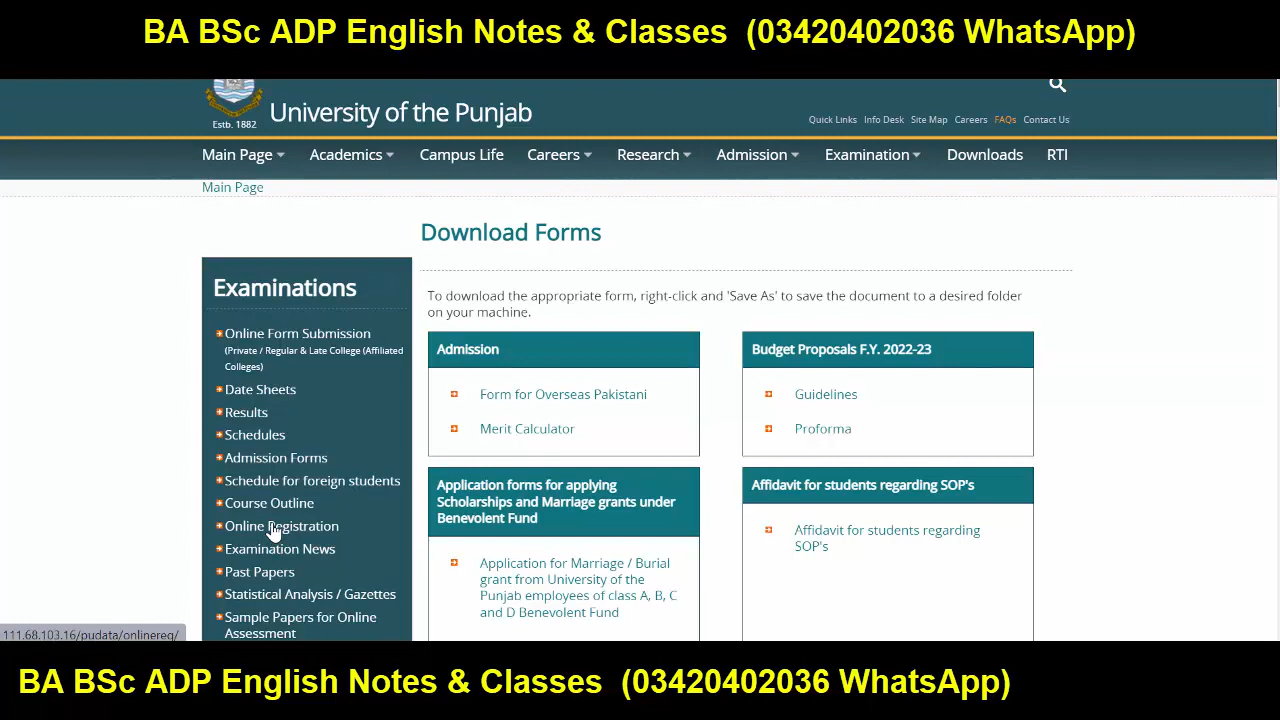 BA BSc ADP English Notes & Classes (03420402036 WhatsApp)
Estb. 1882
University of the Punjab
Quick Links Info Desk Site Map Careers FAQs Contact Us
Main Page Academics Campus Life Careers Research Admission Examination Downloads RTI
Main Page
Download Forms
Examinations
Online Form Submission
(Private / Regular & Late College (Affiliated
Colleges)
Date Sheets
Results
Schedules
Admission Forms
Schedule for foreign students
Course Outline
Online Registration
Examination News
Past Papers
Statistical Analysis / Gazettes
Sample Papers for Online
Assessment
To download the appropriate form, right-click and 'Save As' to save the document to a desired folder
on your machine.
Admission
Form for Overseas Pakistani
Merit Calculator
Budget Proposals F.Y. 2022-23
Guidelines
Proforma
Application forms for applying
Scholarships and Marriage grants under
Benevolent Fund
Application for Marriage / Burial
grant from University of the
Punjab employees of class A, B, C
and D Benevolent Fund
Affidavit for students regarding SOP's
Affidavit for students regarding
SOP's
111.68.103.16/pudata/onlinereq/
BA BSc ADP English Notes & Classes (03420402036 WhatsApp)